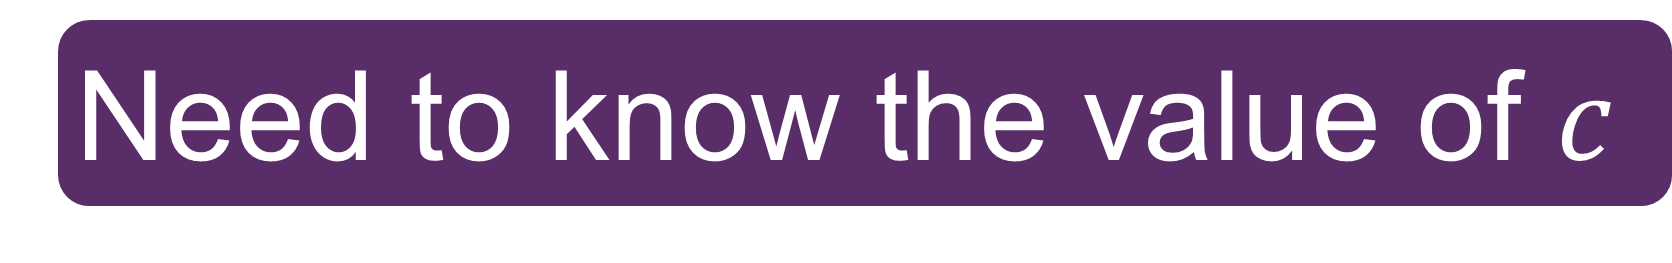 Need to know the value of c